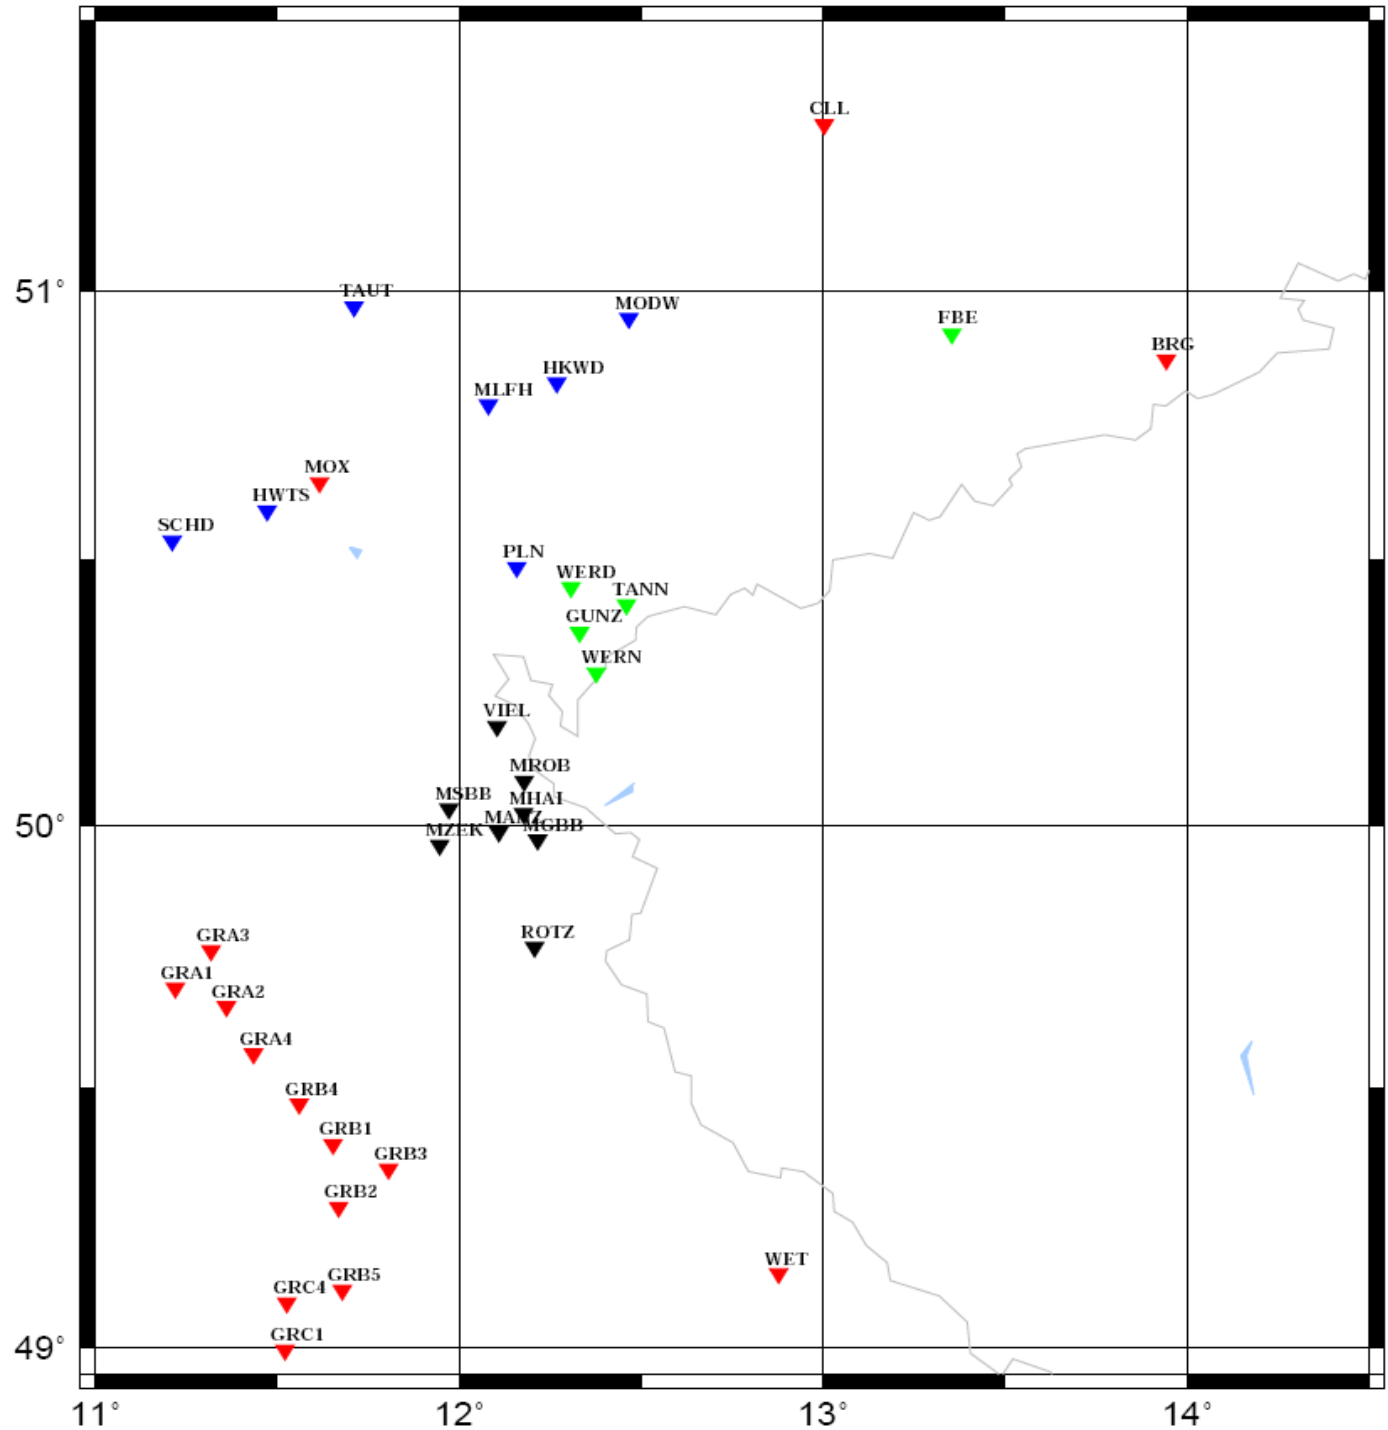 CLL
51°
TAUT
MODW
FBE
BRG
HKWD
MLFH
MOX
HWTS
SCHD
PLN
WERD
TANN
GUNZ
WERN
VIEL
MROB
MSBB
MHAI
MZEK
MGBB
50°
ROTZ
GRA3
GRA1
GRA2
GRA4
GRB4
GRB1
GRB3
GRB2
WET
GRB5
GRC4
GRC1
49°
11°
12°
13°
14°